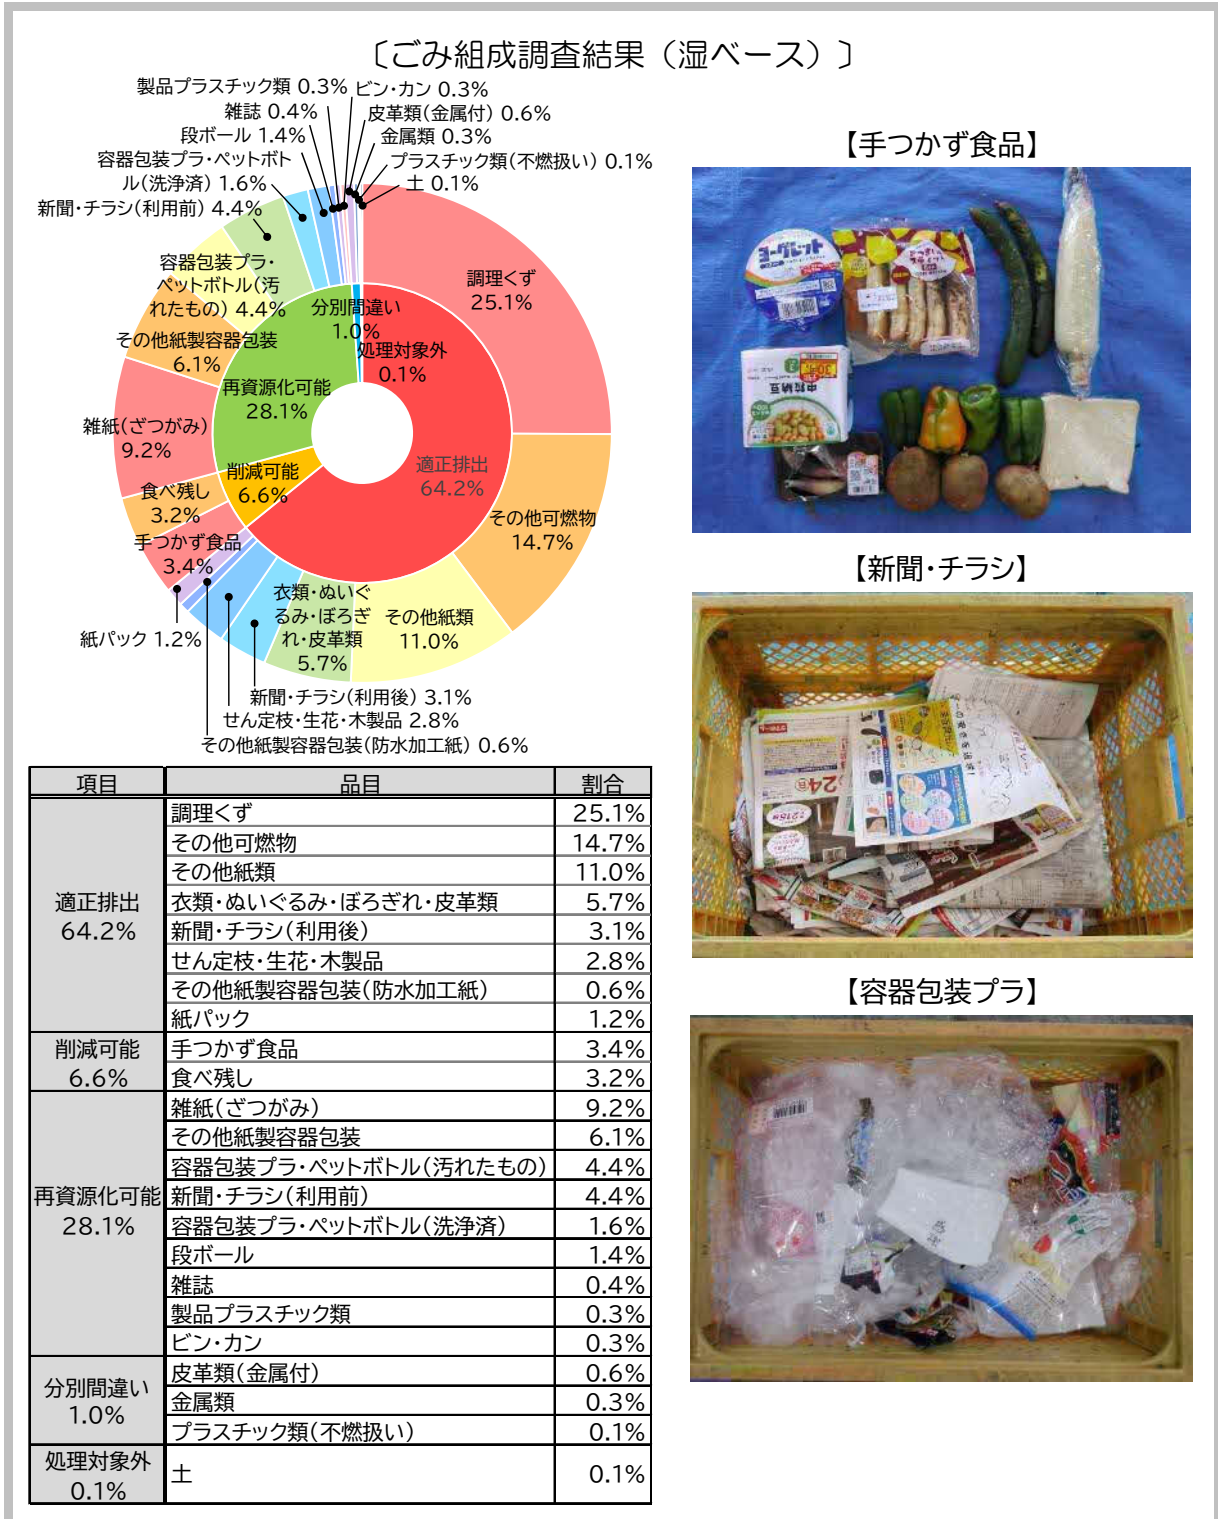 〔ごみ組成調査結果（湿ベース）〕
製品プラスチック類 0.3%
ビン・カン 0.3%
雑誌 0.4%
皮革類(金属付) 0.6%
段ボール 1.4%
金属類 0.3%
容器包装プラ・ペットボト
ル(洗浄済) 1.6%
プラスチック類(不燃扱い) 0.1%
土 0.1%
新聞・チラシ(利用前) 4.4%
容器包装プラ・
ペットボトル(汚
れたもの) 4.4%
調理くず
25.1%
分別間違い
1.0%
その他紙製容器包装
6.1%
処理対象外
0.1%
再資源化可能
28.1%
雑紙(ざつがみ)
9.2%
適正排出
64.2%
削減可能
6.6%
食べ残し
3.2%
その他可燃物
14.7%
手つかず食品
3.4%
衣類・ぬいぐ
るみ・ぼろぎ
れ・皮革類
5.7%
その他紙類
11.0%
紙パック 1.2%
新聞・チラシ(利用後) 3.1%
せん定枝・生花・木製品 2.8%
その他紙製容器包装(防水加工紙) 0.6%
項目 品目 割合
適正排出
64.2%
調理くず 25.1%
その他可燃物 14.7%
その他紙類 11.0%
衣類・ぬいぐるみ・ぼろぎれ・皮革類 5.7%
新聞・チラシ(利用後) 3.1%
せん定枝・生花・木製品 2.8%
その他紙製容器包装(防水加工紙) 0.6%
紙パック 1.2%
削減可能
6.6%
手つかず食品 3.4%
食べ残し 3.2%
再資源化可能
28.1%
雑紙(ざつがみ) 9.2%
その他紙製容器包装 6.1%
容器包装プラ・ペットボトル(汚れたもの) 4.4%
新聞・チラシ(利用前) 4.4%
容器包装プラ・ペットボトル(洗浄済) 1.6%
段ボール 1.4%
雑誌 0.4%
製品プラスチック類 0.3%
ビン・カン 0.3%
分別間違い
1.0%
皮革類(金属付) 0.6%
金属類 0.3%
プラスチック類(不燃扱い) 0.1%
処理対象外
0.1%
土 0.1%
【手つかず食品】
ヨーグレット
中粒納豆
【新聞・チラシ】
24
【容器包装プラ】